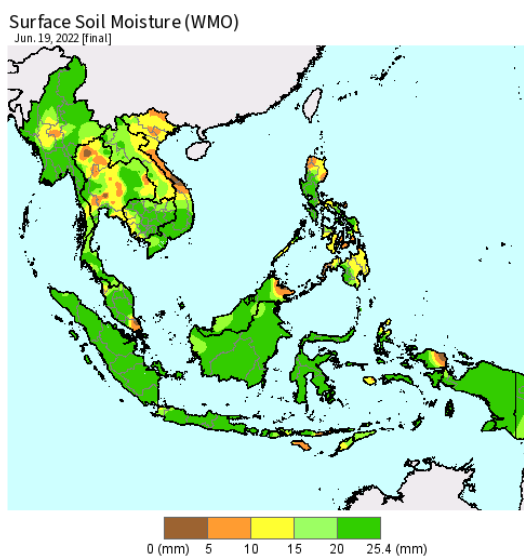 Surface Soil Moisture (WMO)
Jun. 19, 2022 [final]
0 (mm) 5 10 15 20 25.4 (mm)